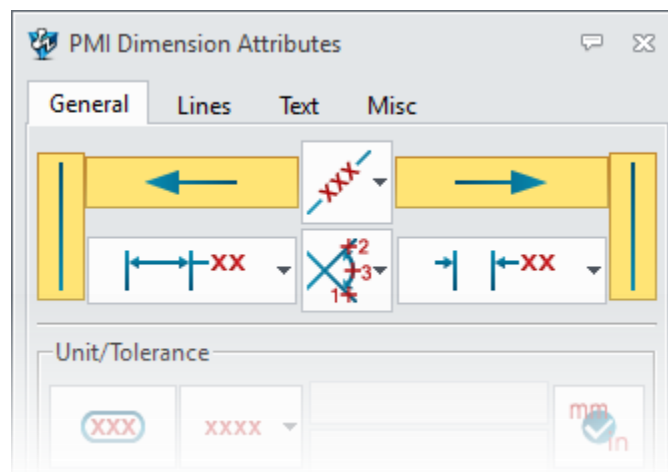 PMI Dimension Attributes
General Lines Text Misc
xxx
xx
2
3
1
xx
Unit/Tolerance
xxx
xxxx
mm
in